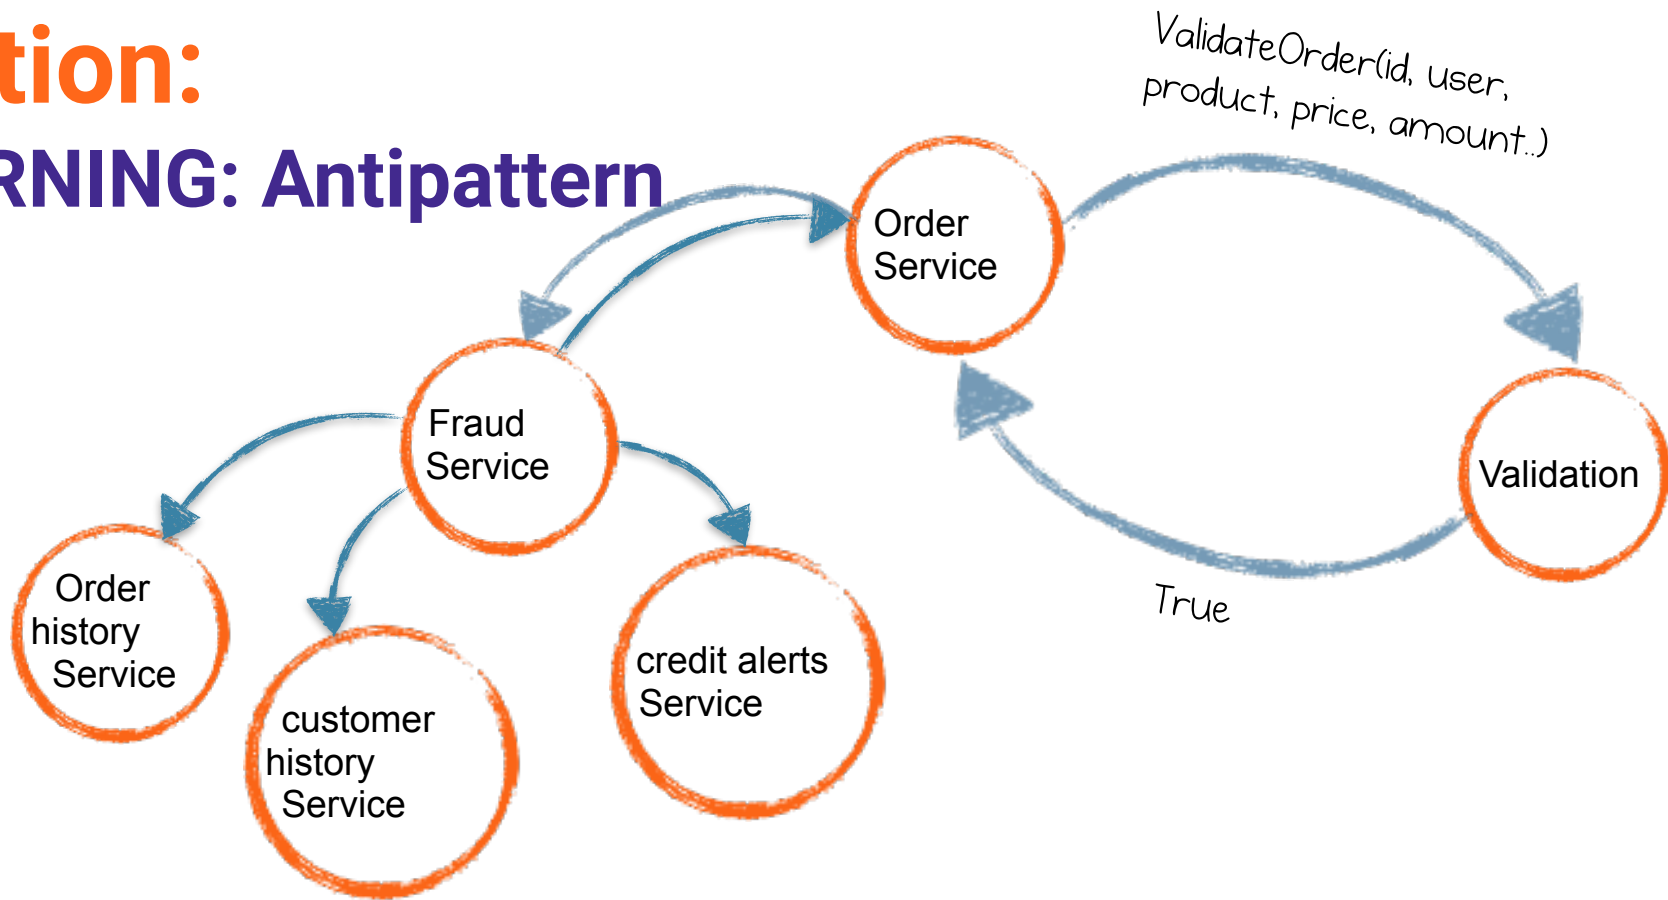 tion:
RNING: Antipattern
ValidateOrder(id, user,
product, price, amount..)
Order
Service
Fraud
Service
Validation
Order
history
Service
customer
history
Service
credit alerts
Service
True